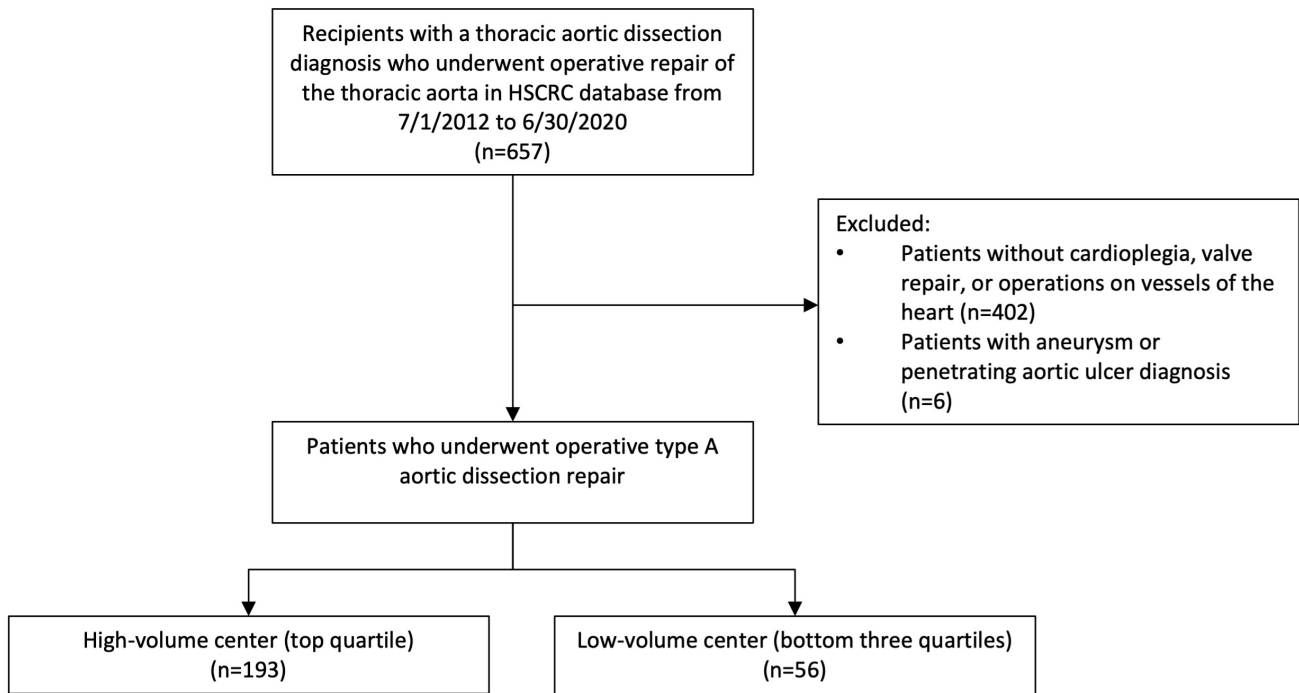 Recipients with a thoracic aortic dissection
diagnosis who underwent operative repair of
the thoracic aorta in HSCRC database from
7/1/2012 to 6/30/2020
(n=657)
Excluded:
• Patients without cardioplegia, valve
repair, or operations on vessels of the
heart (n=402)
• Patients with aneurysm or
penetrating aortic ulcer diagnosis
(n=6)
Patients who underwent operative type A
aortic dissection repair
High-volume center (top quartile)
(n=193)
Low-volume center (bottom three quartiles)
(n=56)